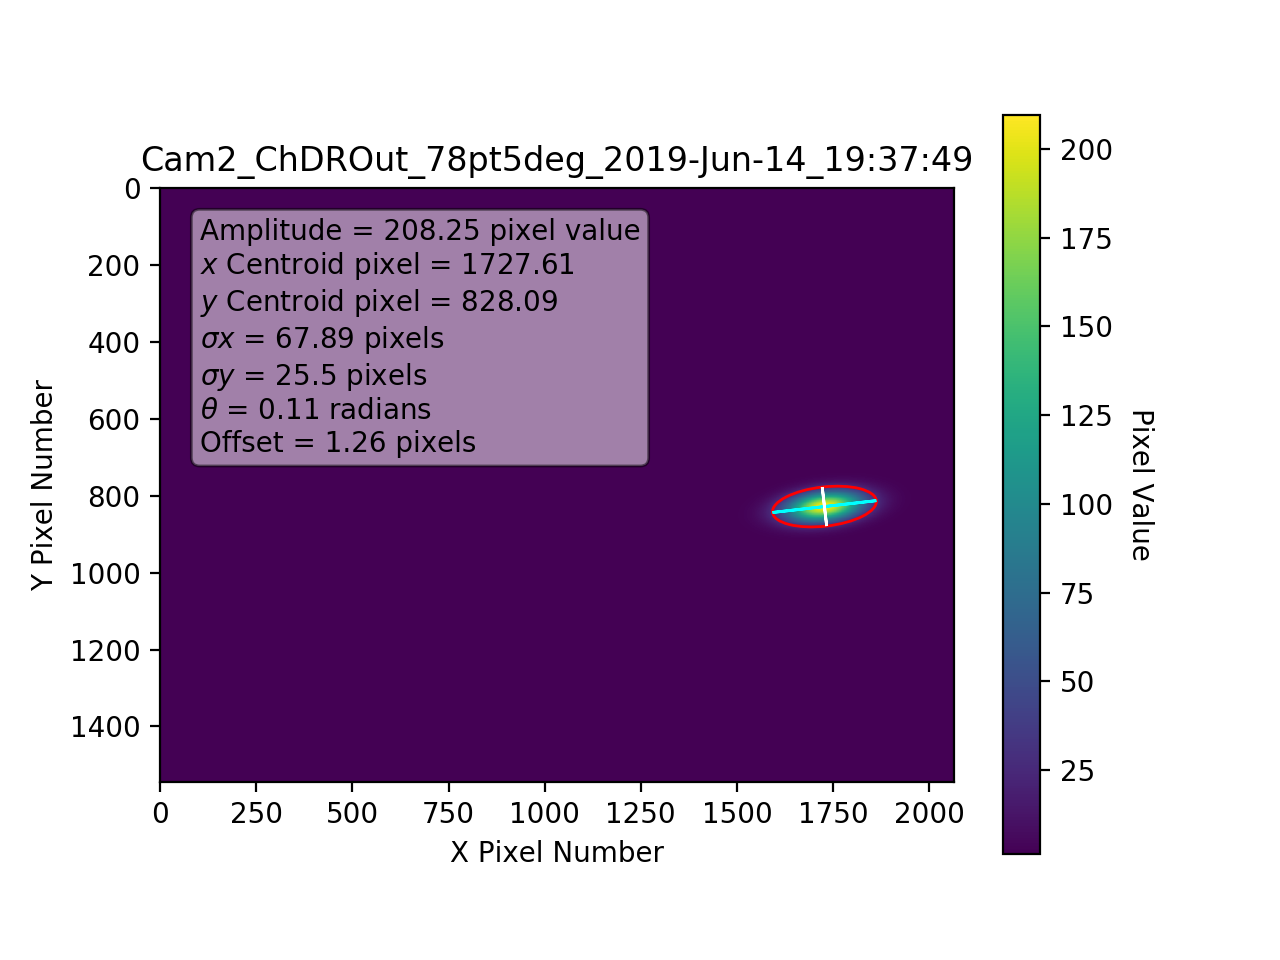 Cam2_ChDROut_78pt5deg_2019-Jun-14_19:37:49
Amplitude = 208.25 pixel value
x Centroid pixel = 1727.61
y Centroid pixel = 828.09
σx = 67.89 pixels
σy = 25.5 pixels
θ = 0.11 radians
Offset = 1.26 pixels
Y Pixel Number
0
200
400
600
800
1000
1200
1400
0 250 500 750 1000 1250 1500 1750 2000
X Pixel Number
200
175
150
125
100
75
50
25
Pixel Value